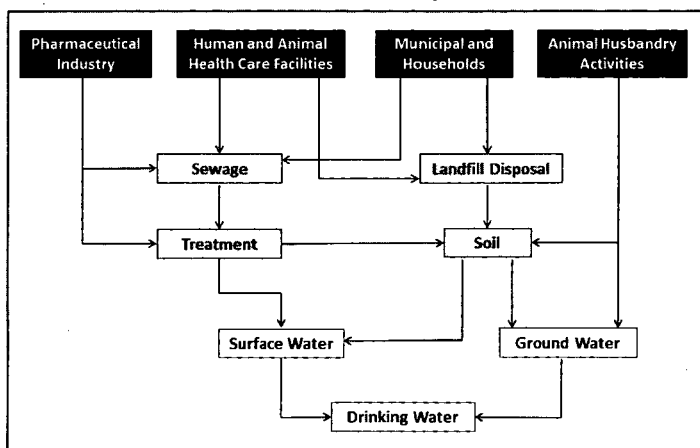 Pharmaceutical
Industry
Human and Animal
Health Care Facilities
Municipal and
Households
Animal Husbandry
Activities
Sewage
Landfill Disposal
Treatment
Soil
Surface Water
Ground Water
Drinking Water